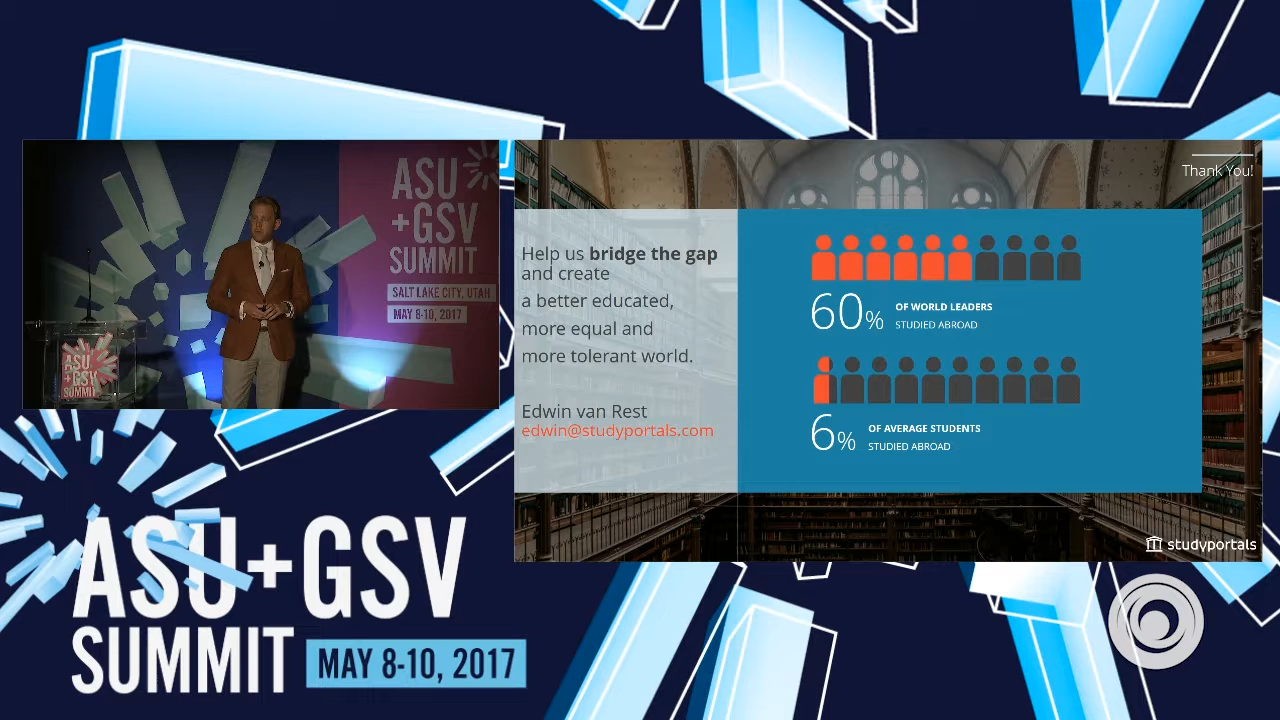 ASU
+GSV
SUMMIT
SALT LAKE CITY, UTAH
MAY 8-10, 2017
ASU
+GSV
SUMMIT
Thank You!
Help us bridge the gap
and create
a better educated,
more equal and
more tolerant world.
Edwin van Rest
edwin@studyportals.com
60% OF WORLD LEADERS
STUDIED ABROAD
6% OF AVERAGE STUDENTS
STUDIED ABROAD
studyportals
ASU+GSV
SUMMIT MAY 8-10, 2017